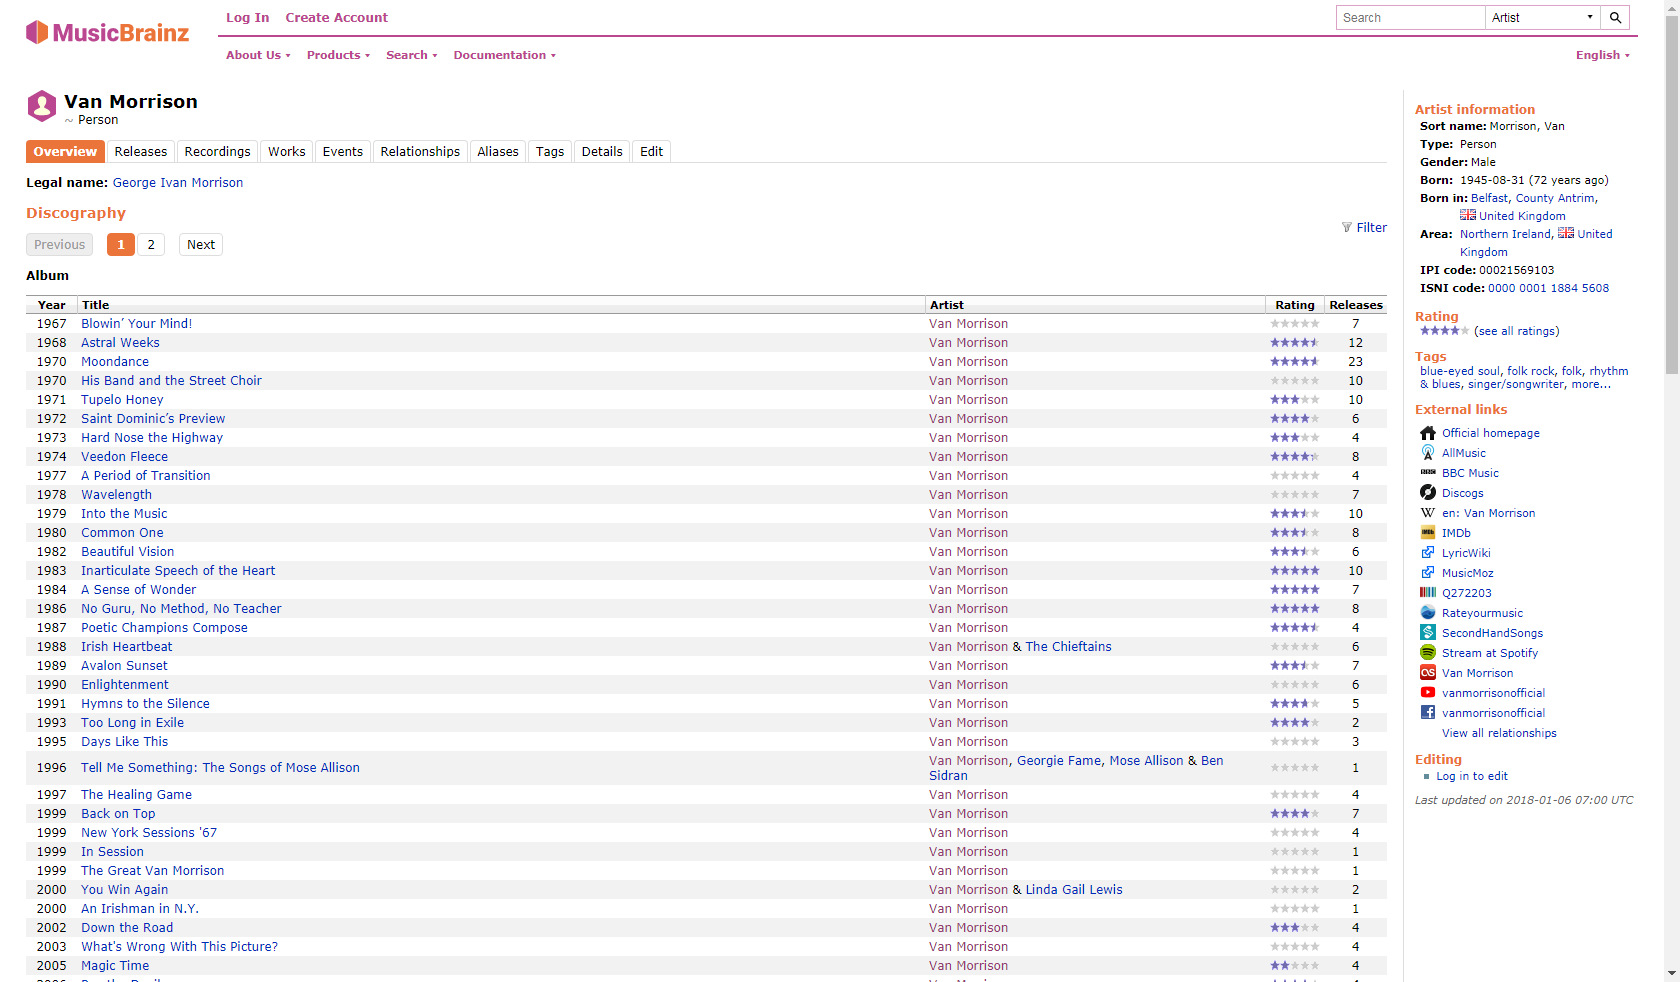 MusicBrainz
Log In Create Account
Search Artist
About Us Products Search Documentation English
Van Morrison
~ Person
Overview Releases Recordings Works Events Relationships Aliases Tags Details Edit
Legal name: George Ivan Morrison
Discography
Filter
Previous 1 2 Next
Album
Year Title Artist Rating Releases
1967 Blowin’ Your Mind! Van Morrison 7
1968 Astral Weeks Van Morrison 12
1970 Moondance Van Morrison 23
1970 His Band and the Street Choir Van Morrison 10
1971 Tupelo Honey Van Morrison 10
1972 Saint Dominic’s Preview Van Morrison 6
1973 Hard Nose the Highway Van Morrison 4
1974 Veedon Fleece Van Morrison 8
1977 A Period of Transition Van Morrison 4
1978 Wavelength Van Morrison 7
1979 Into the Music Van Morrison 10
1980 Common One Van Morrison 8
1982 Beautiful Vision Van Morrison 6
1983 Inarticulate Speech of the Heart Van Morrison 10
1984 A Sense of Wonder Van Morrison 7
1986 No Guru, No Method, No Teacher Van Morrison 8
1987 Poetic Champions Compose Van Morrison 4
1988 Irish Heartbeat Van Morrison & The Chieftains 6
1989 Avalon Sunset Van Morrison 7
1990 Enlightenment Van Morrison 6
1991 Hymns to the Silence Van Morrison 5
1993 Too Long in Exile Van Morrison 2
1995 Days Like This Van Morrison 3
1996 Tell Me Something: The Songs of Mose Allison Van Morrison, Georgie Fame, Mose Allison & Ben Sidran 1
1997 The Healing Game Van Morrison 4
1999 Back on Top Van Morrison 7
1999 New York Sessions '67 Van Morrison 4
1999 In Session Van Morrison 1
1999 The Great Van Morrison Van Morrison 1
2000 You Win Again Van Morrison & Linda Gail Lewis 2
2000 An Irishman in N.Y. Van Morrison 1
2002 Down the Road Van Morrison 4
2003 What's Wrong With This Picture? Van Morrison 4
2005 Magic Time Van Morrison 4
Artist information
Sort name: Morrison, Van
Type: Person
Gender: Male
Born: 1945-08-31 (72 years ago)
Born in: Belfast, County Antrim,
United Kingdom
Area: Northern Ireland, United
Kingdom
IPI code: 00021569103
ISNI code: 0000 0001 1884 5608
Rating
(see all ratings)
Tags
blue-eyed soul, folk rock, folk, rhythm
& blues, singer/songwriter, more...
External links
Official homepage
AllMusic
BBC Music
Discogs
W en: Van Morrison
IMDb IMDb
LyricWiki
MusicMoz
Q272203
Rateyourmusic
SecondHandSongs
Stream at Spotify
Van Morrison
vanmorrisonofficial
vanmorrisonofficial
View all relationships
Editing
Log in to edit
Last updated on 2018-01-06 07:00 UTC